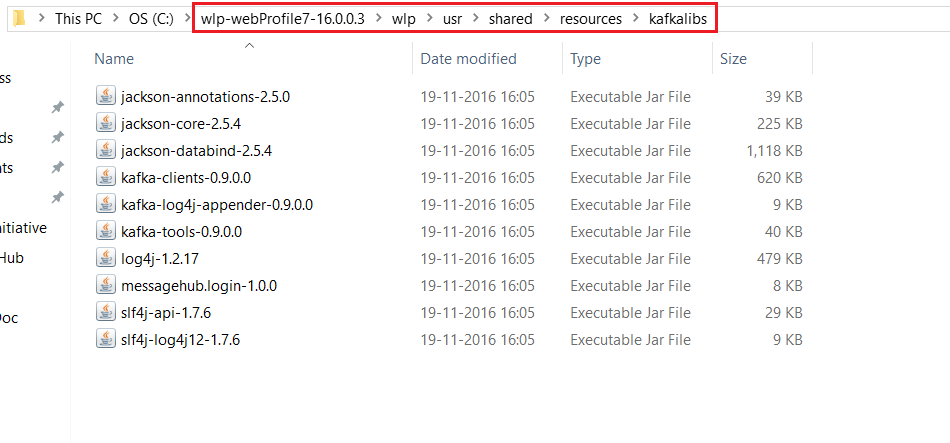 This PC > OS (C:) > wlp-webProfile7-16.0.0.3 > wlp > usr > shared > resources > kafkalibs
Name Date modified Type Size
ess
jackson-annotations-2.5.0 19-11-2016 16:05 Executable Jar File 39 KB
jackson-core-2.5.4 19-11-2016 16:05 Executable Jar File 225 KB
ds
jackson-databind-2.5.4 19-11-2016 16:05 Executable Jar File 1,118 KB
nts
kafka-clients-0.9.0.0 19-11-2016 16:05 Executable Jar File 620 KB
kafka-log4j-appender-0.9.0.0 19-11-2016 16:05 Executable Jar File 9 KB
nitiative
kafka-tools-0.9.0.0 19-11-2016 16:05 Executable Jar File 40 KB
Hub
log4j-1.2.17 19-11-2016 16:05 Executable Jar File 479 KB
messagehub.login-1.0.0 19-11-2016 16:05 Executable Jar File 8 KB
Doc
slf4j-api-1.7.6 19-11-2016 16:05 Executable Jar File 29 KB
slf4j-log4j12-1.7.6 19-11-2016 16:05 Executable Jar File 9 KB